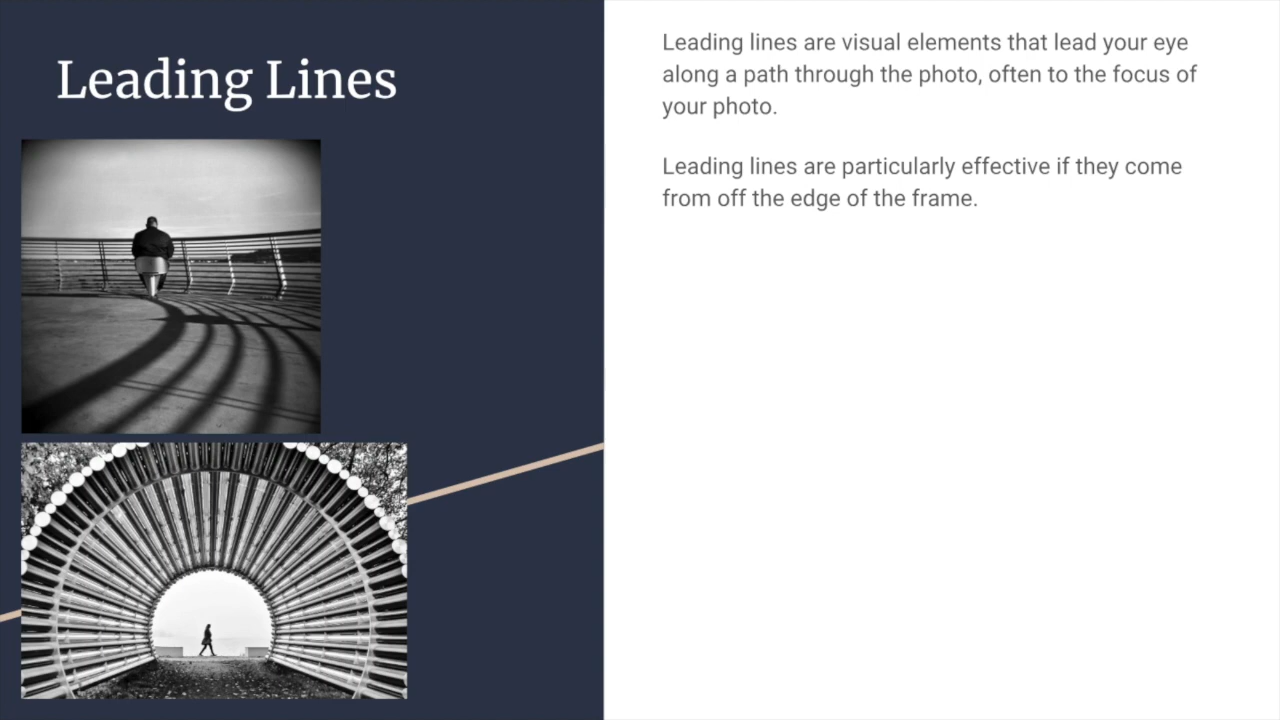 Leading Lines
Leading lines are visual elements that lead your eye
along a path through the photo, often to the focus of
your photo.
Leading lines are particularly effective if they come
from off the edge of the frame.